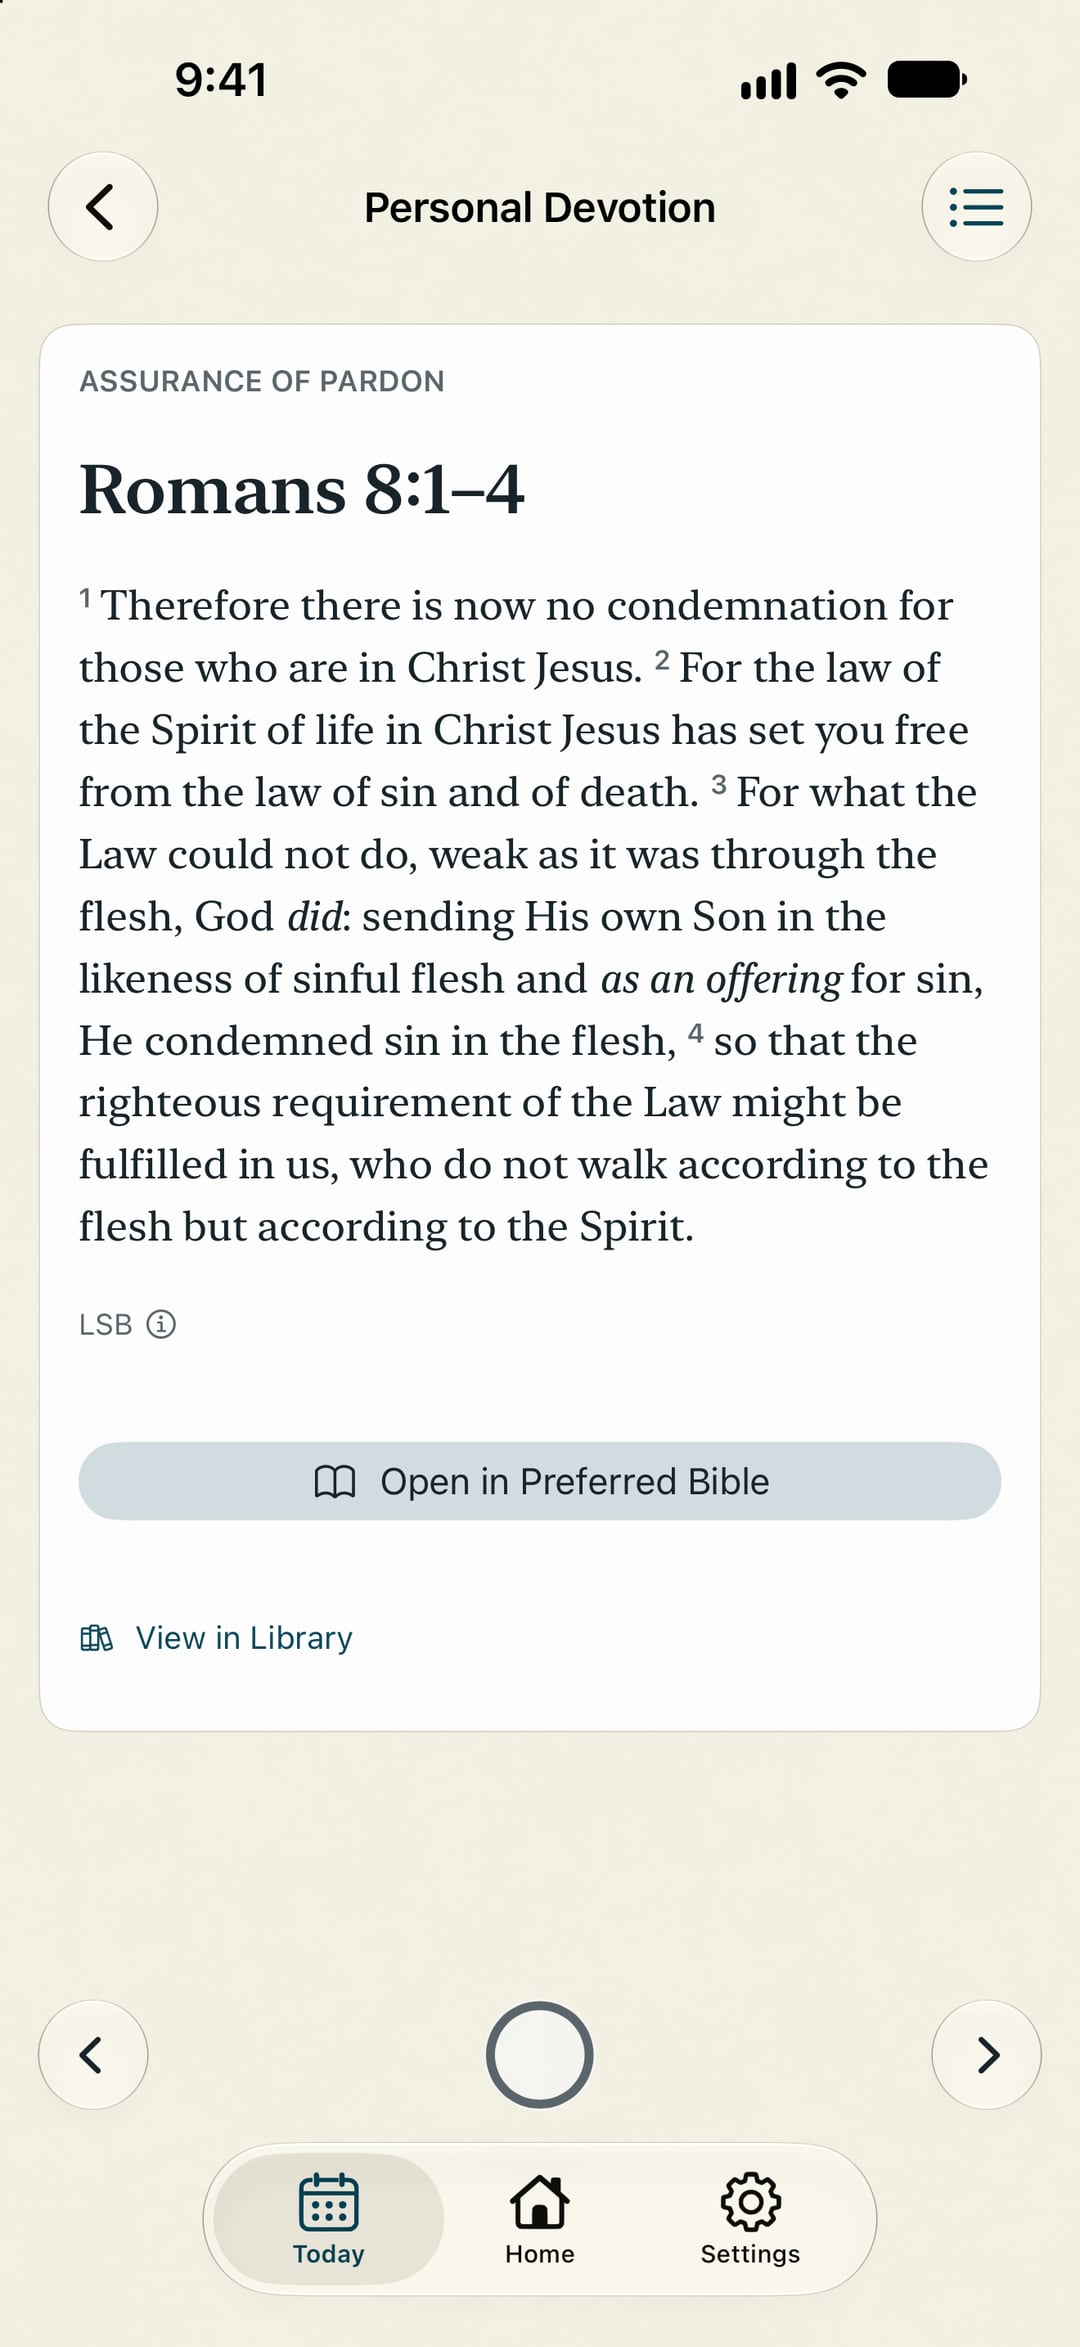 9:41
Personal Devotion
ASSURANCE OF PARDON
Romans 8:1–4
1 Therefore there is now no condemnation for
those who are in Christ Jesus. 2 For the law of
the Spirit of life in Christ Jesus has set you free
from the law of sin and of death. 3 For what the
Law could not do, weak as it was through the
flesh, God did: sending His own Son in the
likeness of sinful flesh and as an offering for sin,
He condemned sin in the flesh, 4 so that the
righteous requirement of the Law might be
fulfilled in us, who do not walk according to the
flesh but according to the Spirit.
LSB
Open in Preferred Bible
View in Library
Today
Home
Settings